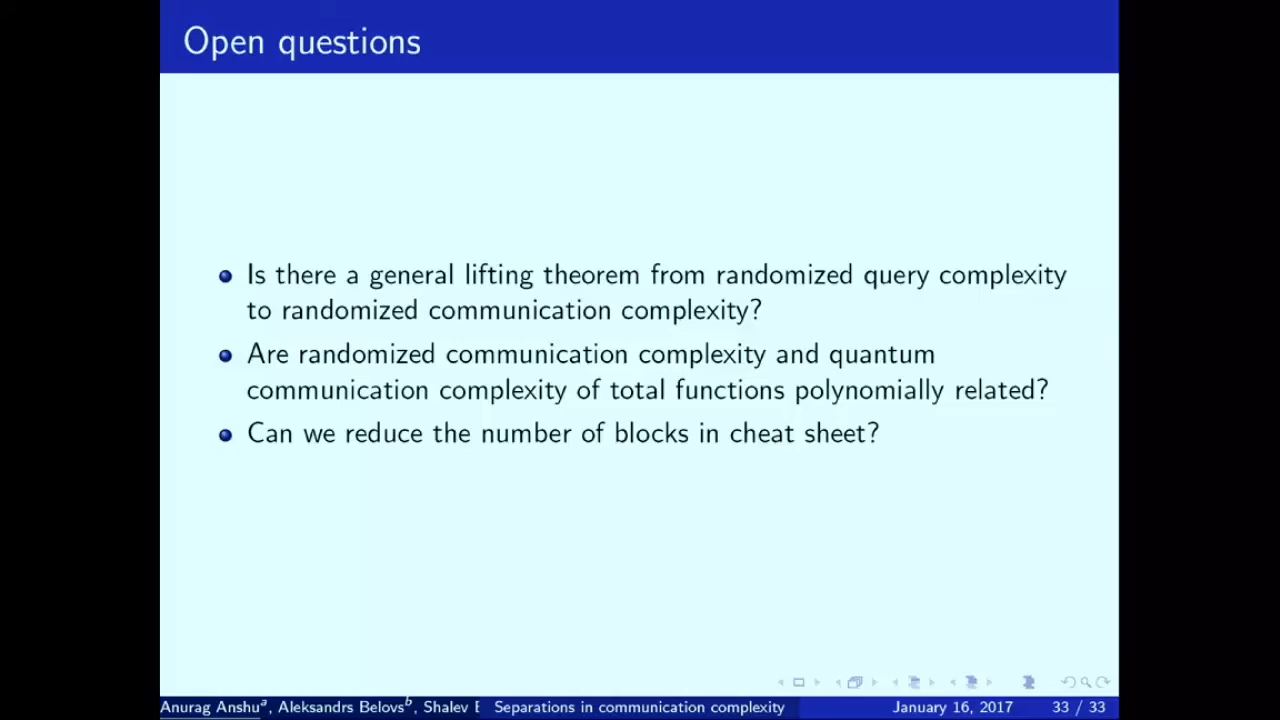 Open questions
Is there a general lifting theorem from randomized query complexity
to randomized communication complexity?
Are randomized communication complexity and quantum
communication complexity of total functions polynomially related?
Can we reduce the number of blocks in cheat sheet?
Anurag Anshuᵃ, Aleksandrs Belovsᵇ, Shalev Separations in communication complexity January 16, 2017 33 / 33